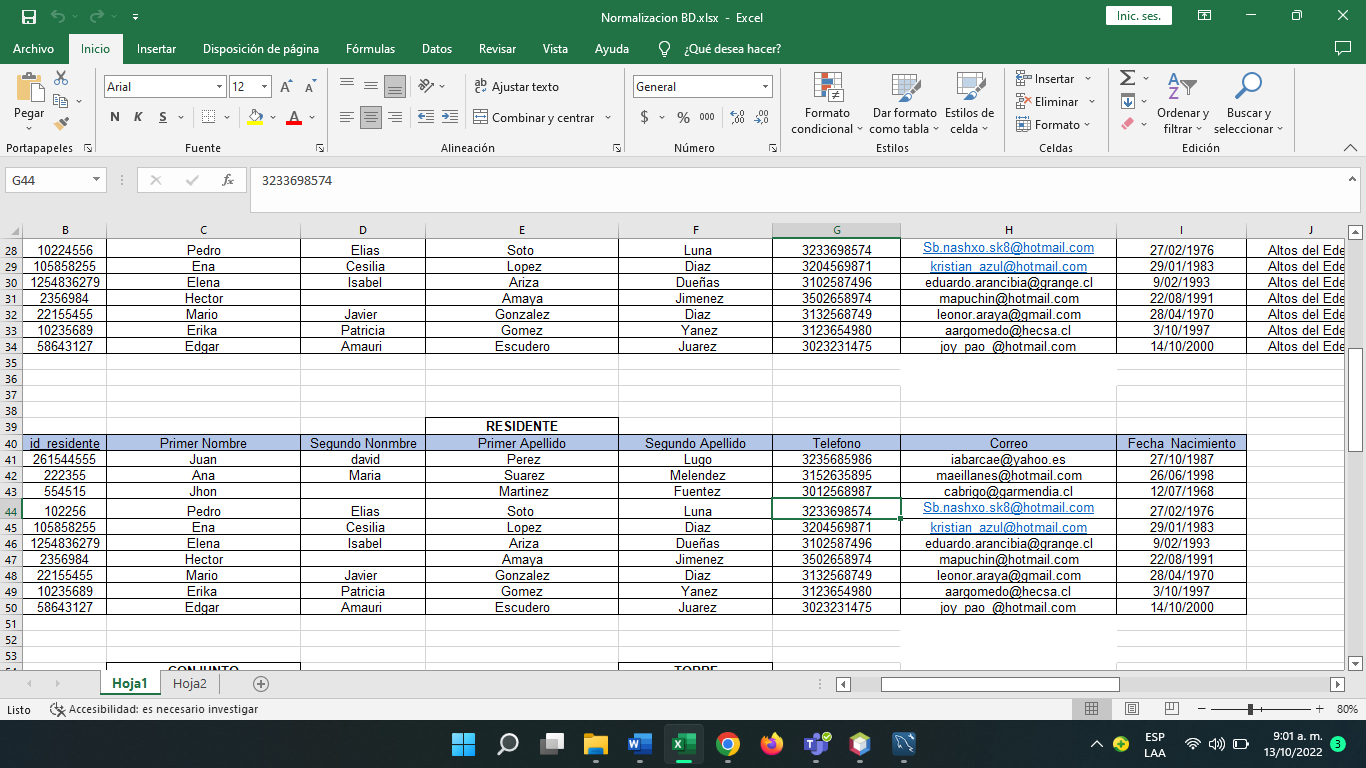 Normalizacion BD.xlsx - Excel
Inic. ses.
Archivo Inicio Insertar Disposición de página Fórmulas Datos Revisar Vista Ayuda ¿Qué desea hacer?
Pegar
Arial 12
N K S
Ajustar texto
Combinar y centrar
General
$ % 000
Formato condicional
Dar formato como tabla
Estilos de celda
Insertar
Eliminar
Formato
Ordenar y filtrar
Buscar y seleccionar
Portapapeles Fuente Alineación Número Estilos Celdas Edición
G44 fx 3233698574
B C D E F G H I J
28 10224556 Pedro Elias Soto Luna 3233698574 Sb.nashxo.sk8@hotmail.com 27/02/1976 Altos del Ede
29 105858255 Ena Cesilia Lopez Diaz 3204569871 kristian_azul@hotmail.com 29/01/1983 Altos del Ede
30 1254836279 Elena Isabel Ariza Dueñas 3102587496 eduardo.arancibia@grange.cl 9/02/1993 Altos del Ede
31 2356984 Hector Amaya Jimenez 3502658974 mapuchin@hotmail.com 22/08/1991 Altos del Ede
32 22155455 Mario Javier Gonzalez Diaz 3132568749 leonor.araya@gmail.com 28/04/1970 Altos del Ede
33 10235689 Erika Patricia Gomez Yanez 3123654980 aargomedo@hecsa.cl 3/10/1997 Altos del Ede
34 58643127 Edgar Amauri Escudero Juarez 3023231475 joy_pao_@hotmail.com 14/10/2000 Altos del Ede
35
36
37
38
39 RESIDENTE
40 id_residente Primer Nombre Segundo Nonmbre Primer Apellido Segundo Apellido Telefono Correo Fecha_Nacimiento
41 261544555 Juan david Perez Lugo 3235685986 iabarcae@yahoo.es 27/10/1987
42 222355 Ana Maria Suarez Melendez 3152635895 maeillanes@hotmail.com 26/06/1998
43 554515 Jhon Martinez Fuentez 3012568987 cabrigo@garmendia.cl 12/07/1968
44 102256 Pedro Elias Soto Luna 3233698574 Sb.nashxo.sk8@hotmail.com 27/02/1976
45 105858255 Ena Cesilia Lopez Diaz 3204569871 kristian_azul@hotmail.com 29/01/1983
46 1254836279 Elena Isabel Ariza Dueñas 3102587496 eduardo.arancibia@grange.cl 9/02/1993
47 2356984 Hector Amaya Jimenez 3502658974 mapuchin@hotmail.com 22/08/1991
48 22155455 Mario Javier Gonzalez Diaz 3132568749 leonor.araya@gmail.com 28/04/1970
49 10235689 Erika Patricia Gomez Yanez 3123654980 aargomedo@hecsa.cl 3/10/1997
50 58643127 Edgar Amauri Escudero Juarez 3023231475 joy_pao_@hotmail.com 14/10/2000
51
52
53
54 CONJUNTO TORRE
Hoja1 Hoja2
Listo Accesibilidad: es necesario investigar 80%
ESP
LAA
9:01 a. m.
13/10/2022
3